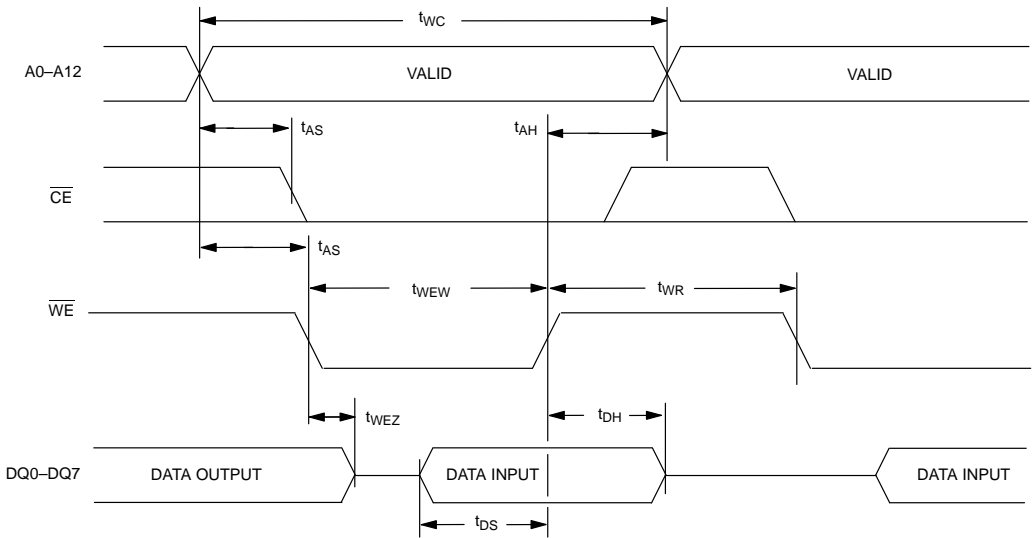 tWC
A0–A12 VALID VALID
tAS tAH
CE
tAS
tWEW tWR
WE
tWEZ tDH
DQ0–DQ7 DATA OUTPUT DATA INPUT DATA INPUT
tDS